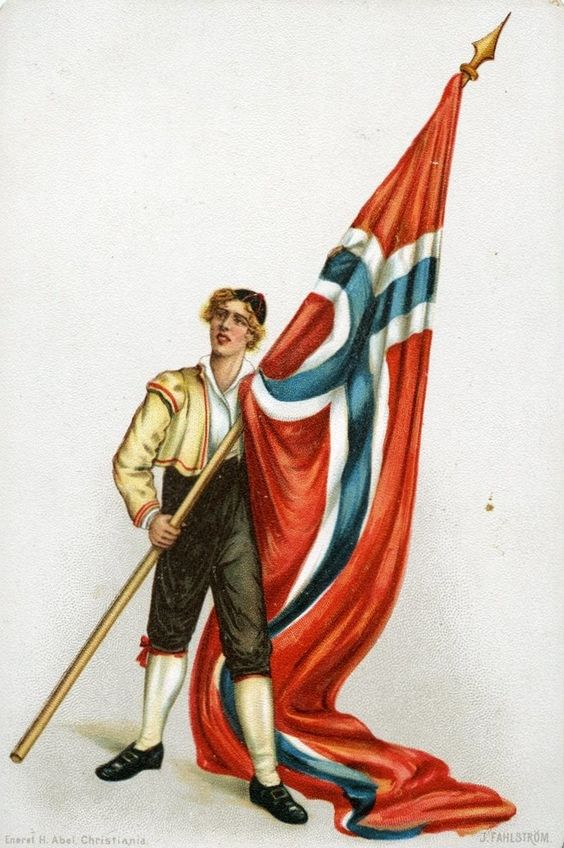 Eneret H. Abel, Christiania.
J. FAHLSTRÖM.